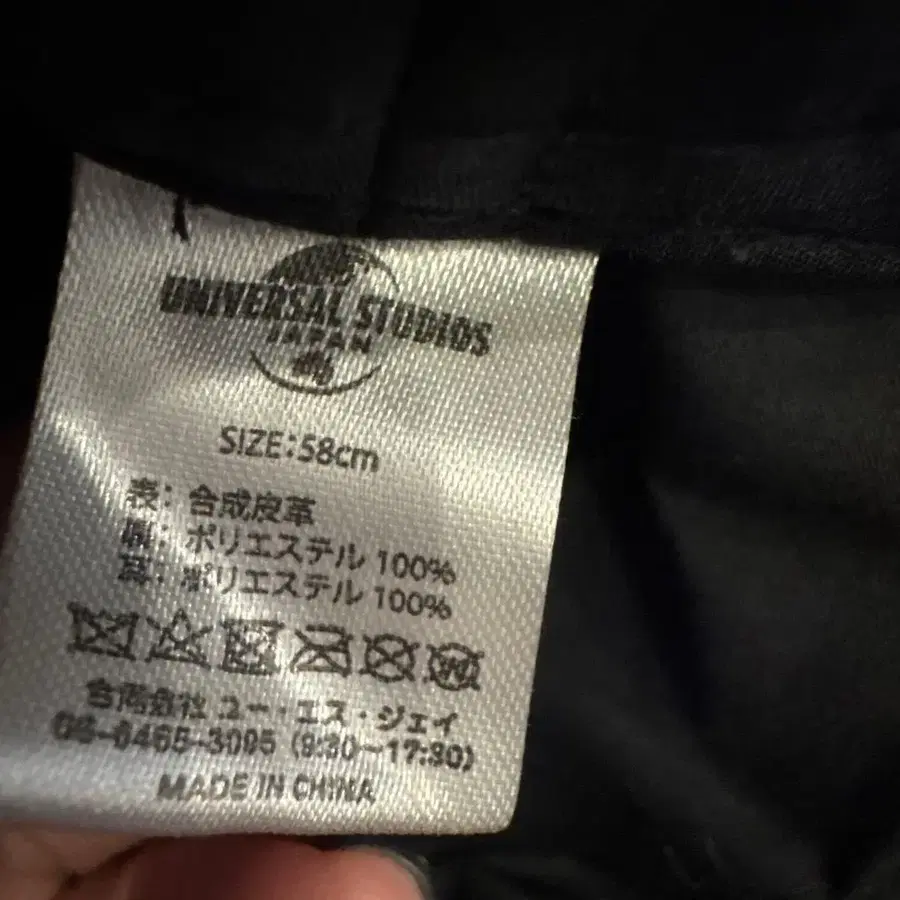 UNIVERSAL STUDIOS
JAPAN
SIZE:58cm
表: 合成皮革
ポリエステル 100%
裏: ポリエステル 100%
合同会社 ユー・エス・ジェイ
06-6465-3095 (9:30~17:30)
MADE IN CHINA